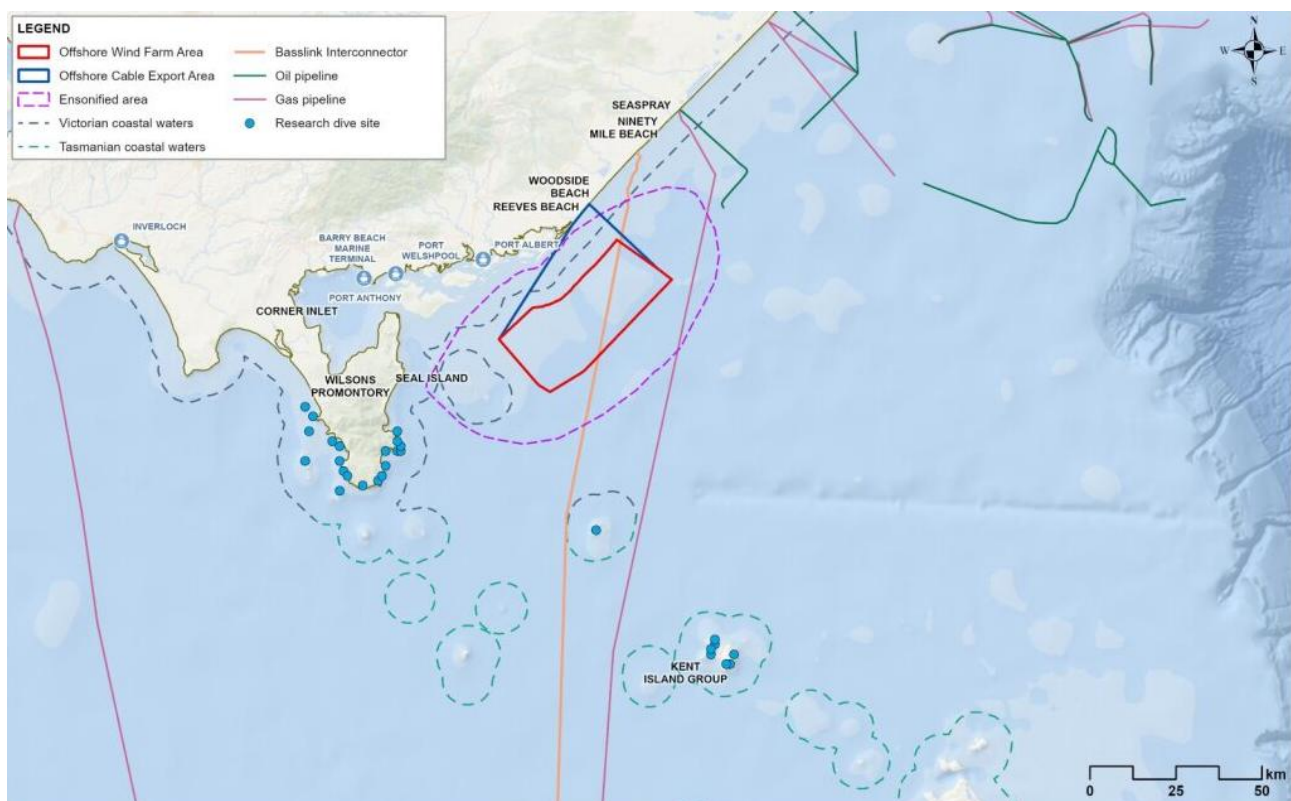 LEGEND
Offshore Wind Farm Area
Offshore Cable Export Area
Ensonified area
Victorian coastal waters
Tasmanian coastal waters
Basslink Interconnector
Oil pipeline
Gas pipeline
Research dive site
N
W E
S
SEASPRAY
NINETY
MILE BEACH
WOODSIDE
BEACH
REEVES BEACH
INVERLOCH
BARRY BEACH
MARINE
TERMINAL
PORT
WELSHPOOL
PORT ALBERT
PORT ANTHONY
CORNER INLET
WILSONS
PROMONTORY
SEAL ISLAND
KENT
ISLAND GROUP
km
0 25 50